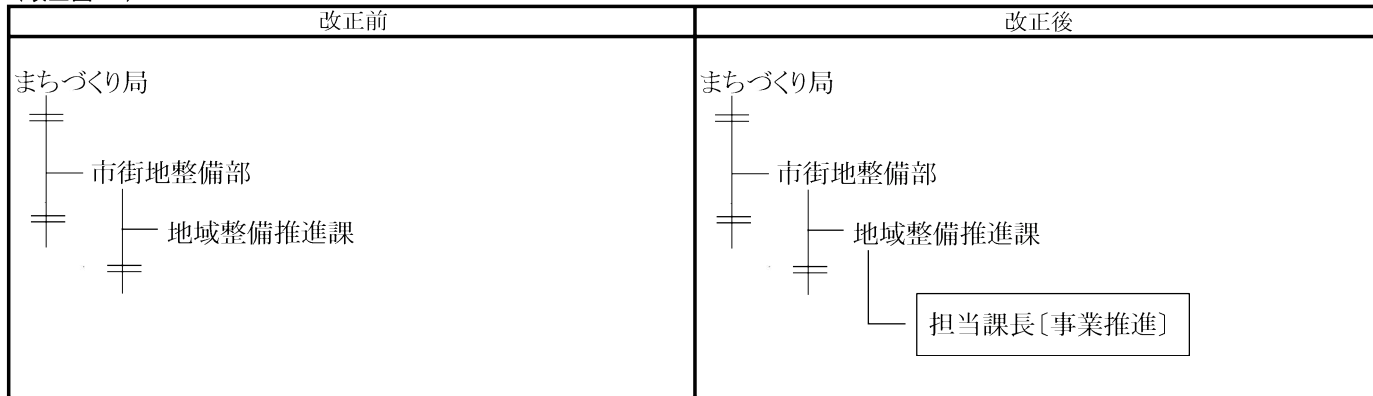 改正前
改正後
まちづくり局
市街地整備部
地域整備推進課
まちづくり局
市街地整備部
地域整備推進課
担当課長〔事業推進〕